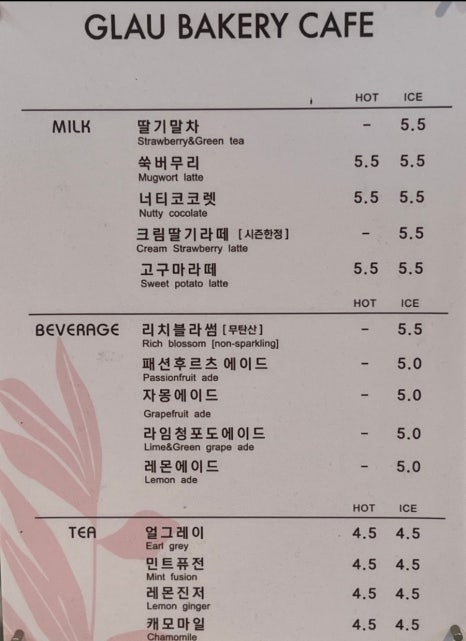 GLAU BAKERY CAFE
HOT ICE
MILK 딸기말차 - 5.5
Strawberry&Green tea
쑥버무리 5.5 5.5
Mugwort latte
너티코코렛 5.5 5.5
Nutty cocolate
크림딸기라떼 [시즌한정] - 5.5
Cream Strawberry latte
고구마라떼 5.5 5.5
Sweet potato latte
HOT ICE
BEVERAGE 리치블라썸 [무탄산] - 5.5
Rich blossom [non-sparkling]
패션후르츠 에이드 - 5.0
Passionfruit ade
자몽에이드 - 5.0
Grapefruit ade
라임청포도에이드 - 5.0
Lime&Green grape ade
레몬에이드 - 5.0
Lemon ade
HOT ICE
TEA 얼그레이 4.5 4.5
Earl grey
민트퓨전 4.5 4.5
Mint fusion
레몬진저 4.5 4.5
Lemon ginger
캐모마일 4.5 4.5
Chamomile